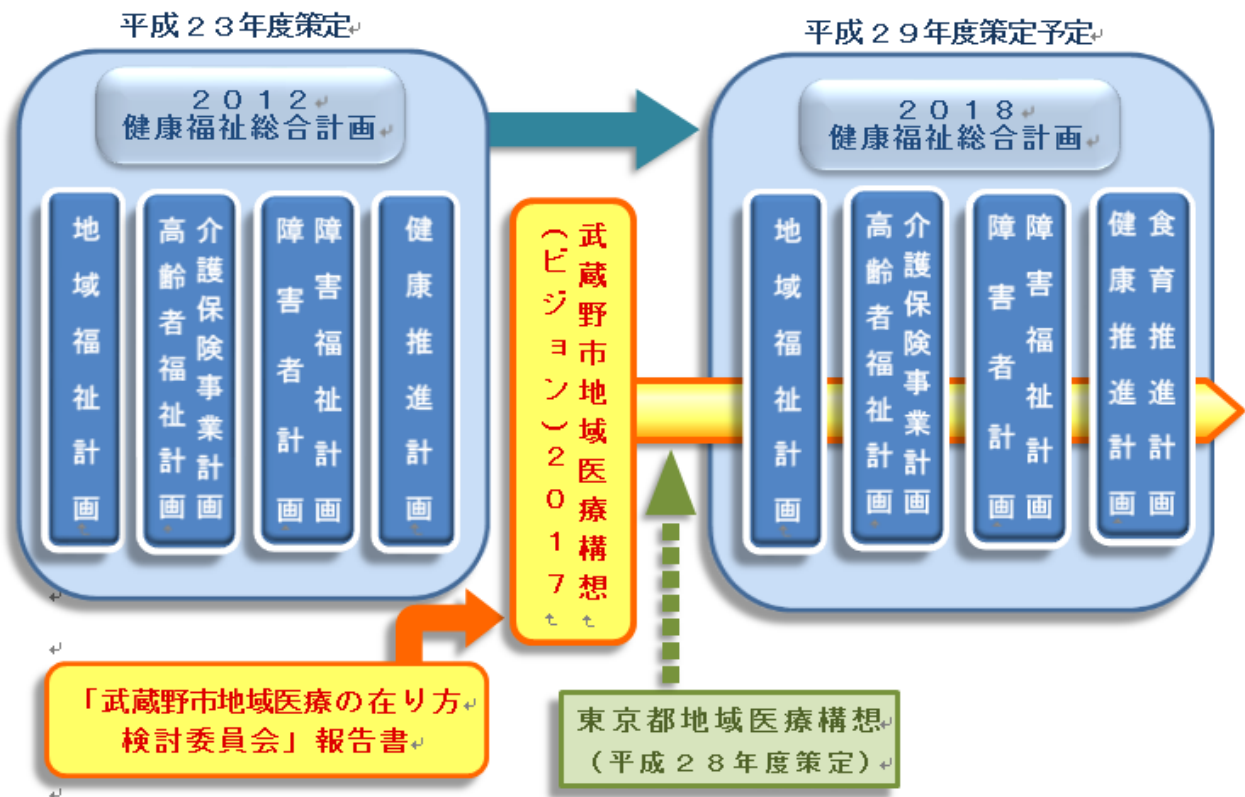 平成２３年度策定
２０１２
健康福祉総合計画
地域福祉計画
介護保険事業計画
高齢者福祉計画
障害福祉計画
障害者計画
健康推進計画
武蔵野市地域医療構想
（ビジョン）２０１７
「武蔵野市地域医療の在り方
検討委員会」報告書
東京都地域医療構想
（平成２８年度策定）
平成２９年度策定予定
２０１８
健康福祉総合計画
地域福祉計画
介護保険事業計画
高齢者福祉計画
障害福祉計画
障害者計画
食育推進計画
健康推進計画